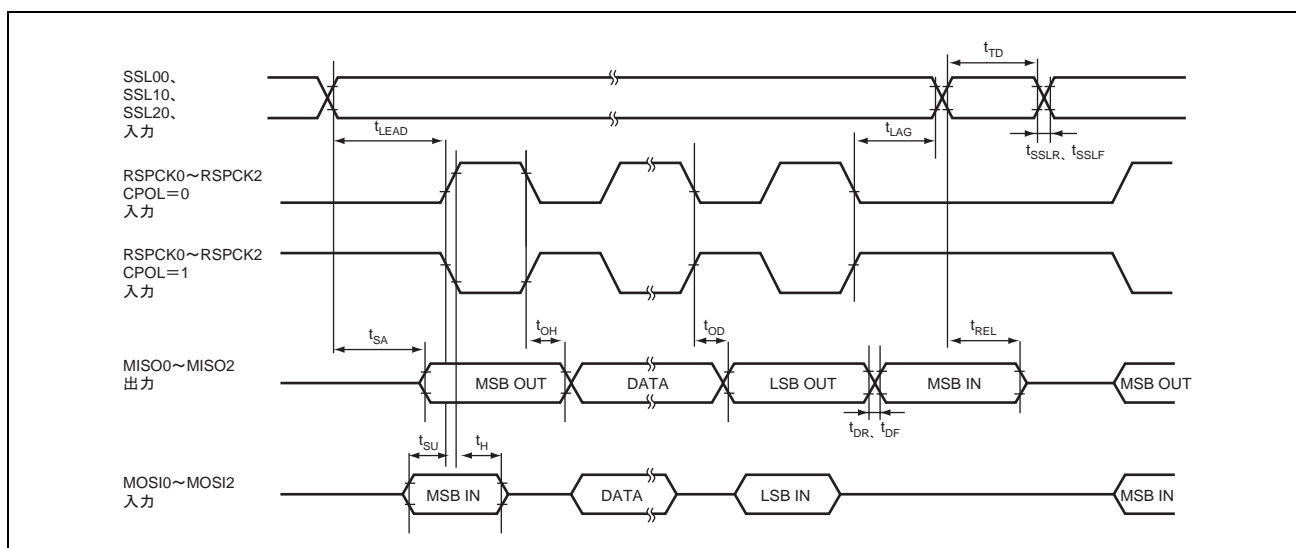 SSL00、
SSL10、
SSL20、
入力
tTD
tLEAD
tLAG
tSSLR、tSSLF
RSPCK0～RSPCK2
CPOL＝0
入力
RSPCK0～RSPCK2
CPOL＝1
入力
tSA
tOH
tOD
tREL
MISO0～MISO2
出力
MSB OUT
DATA
LSB OUT
MSB IN
MSB OUT
tDR、tDF
tSU
tH
MOSI0～MOSI2
入力
MSB IN
DATA
LSB IN
MSB IN